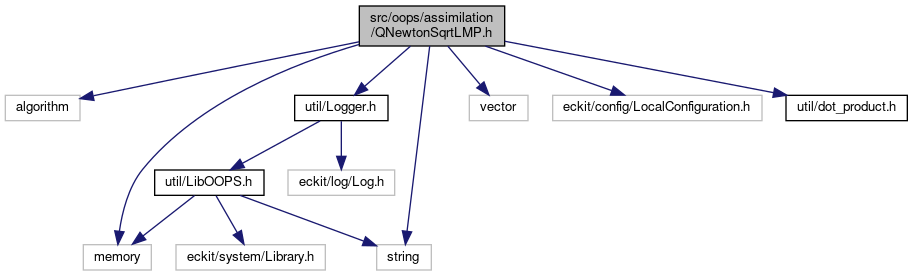 src/oops/assimilation
/QNewtonSqrtLMP.h
algorithm
util/Logger.h
vector
eckit/config/LocalConfiguration.h
util/dot_product.h
util/LibOOPS.h
eckit/log/Log.h
memory
eckit/system/Library.h
string